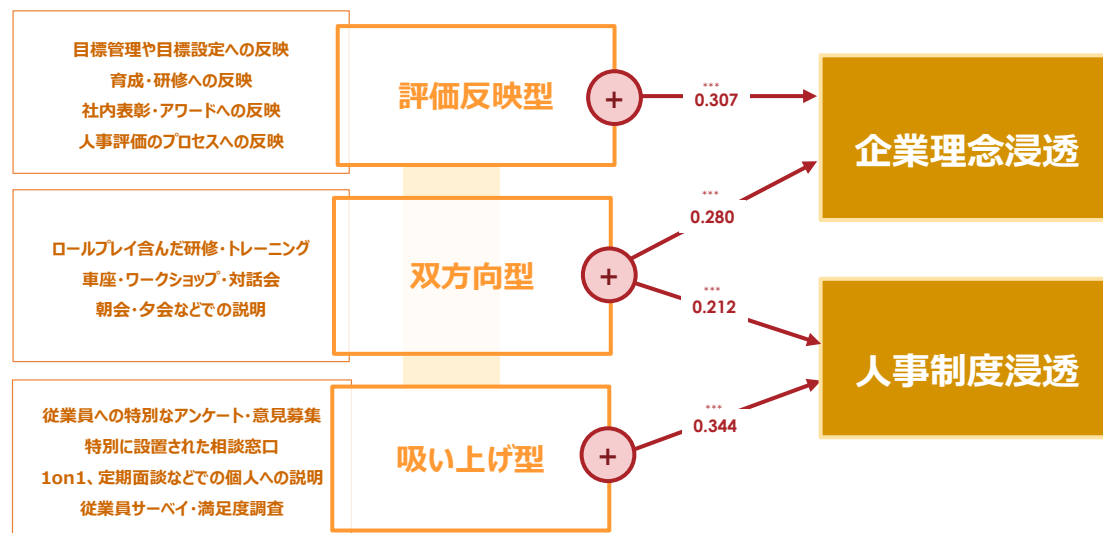 目標管理や目標設定への反映
育成・研修への反映
社内表彰・アワードへの反映
人事評価のプロセスへの反映
評価反映型
+
***
0.307
企業理念浸透
***
0.280
ロールプレイ含んだ研修・トレーニング
車座・ワークショップ・対話会
朝会・夕会などでの説明
双方向型
+
***
0.212
人事制度浸透
***
0.344
従業員への特別なアンケート・意見募集
特別に設置された相談窓口
1on1、定期面談などでの個人への説明
従業員サーベイ・満足度調査
吸い上げ型
+